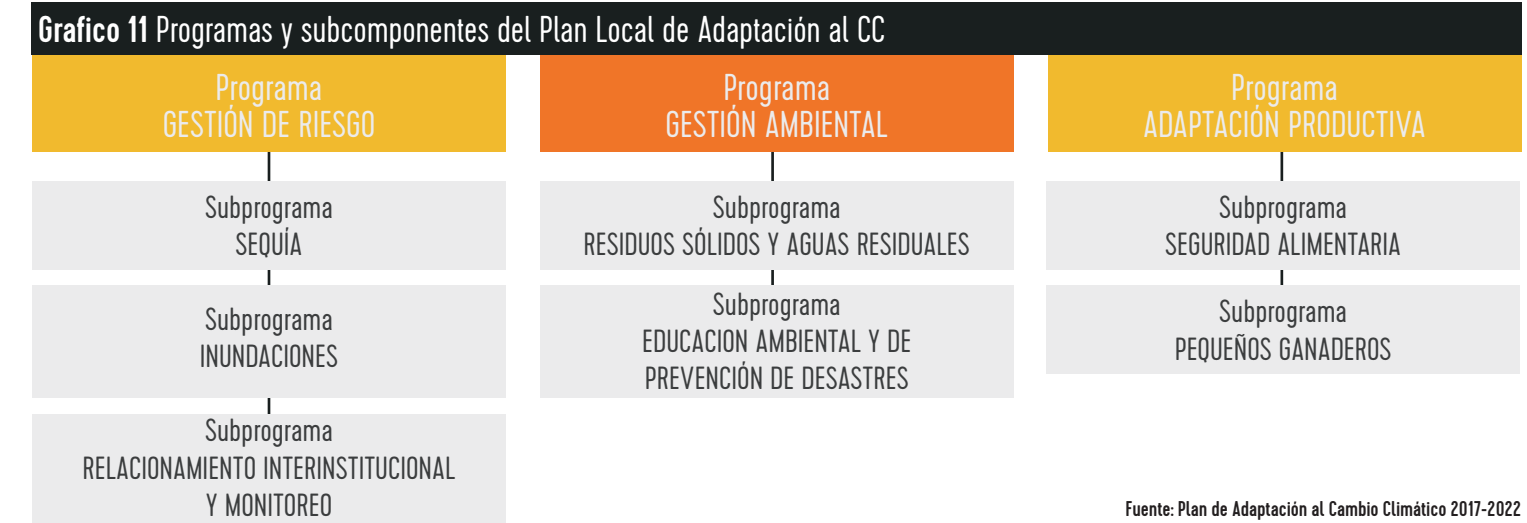 Grafico 11 Programas y subcomponentes del Plan Local de Adaptación al CC
Programa
GESTIÓN DE RIESGO
Subprograma
SEQUÍA
Subprograma
INUNDACIONES
Subprograma
RELACIONAMIENTO INTERINSTITUCIONAL
Y MONITOREO
Programa
GESTIÓN AMBIENTAL
Subprograma
RESIDUOS SÓLIDOS Y AGUAS RESIDUALES
Subprograma
EDUCACION AMBIENTAL Y DE
PREVENCIÓN DE DESASTRES
Programa
ADAPTACIÓN PRODUCTIVA
Subprograma
SEGURIDAD ALIMENTARIA
Subprograma
PEQUEÑOS GANADEROS
Fuente: Plan de Adaptación al Cambio Climático 2017-2022